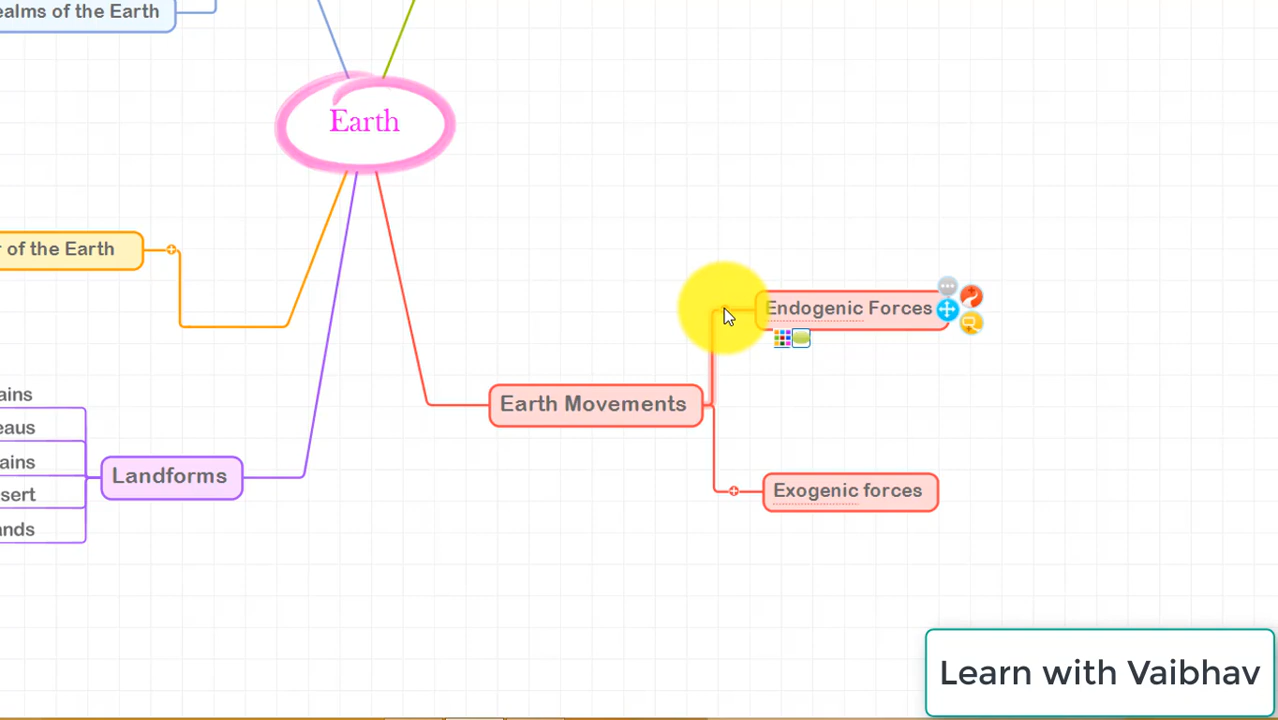 ealms of the Earth
Earth
of the Earth
Endogenic Forces
Earth Movements
ains
eaus
ains
sert
ands
Landforms
Exogenic forces
Learn with Vaibhav